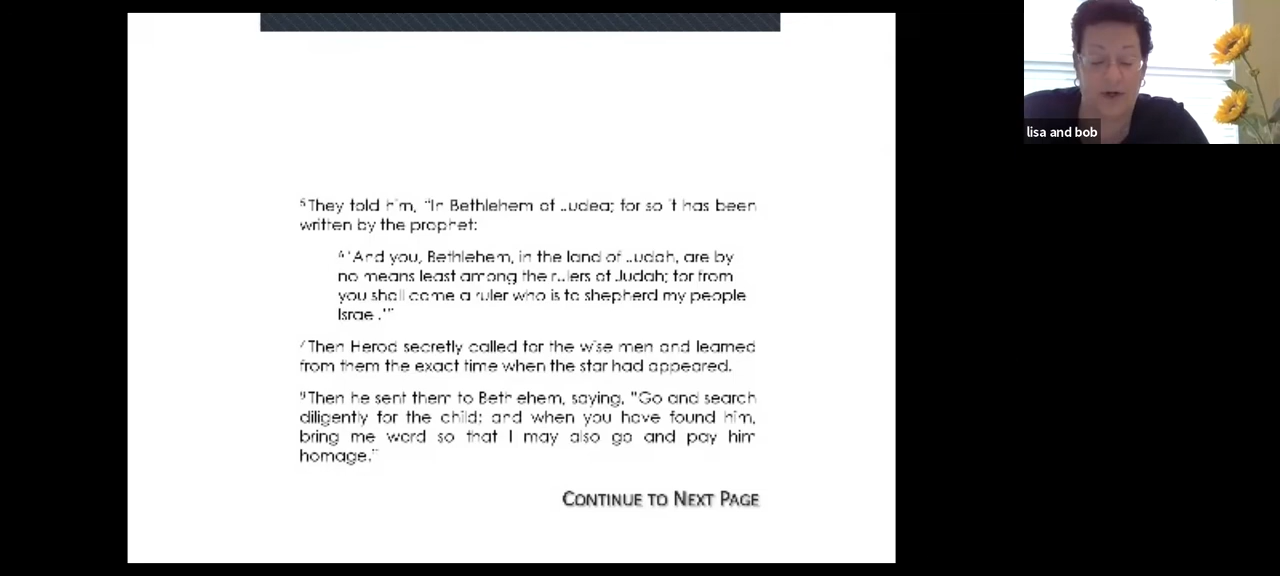 5They told him, "In Bethlehem of Judea; for so it has been
written by the prophet:
6'And you, Bethlehem, in the land of Judah, are by
no means least among the rulers of Judah; for from
you shall come a ruler who is to shepherd my people
Israel.'"
7Then Herod secretly called for the wise men and learned
from them the exact time when the star had appeared.
Then he sent them to Bethlehem, saying, "Go and search
diligently for the child; and when you have found him,
bring me word so that I may also go and pay him
homage."
CONTINUE TO NEXT PAGE
lisa and bob